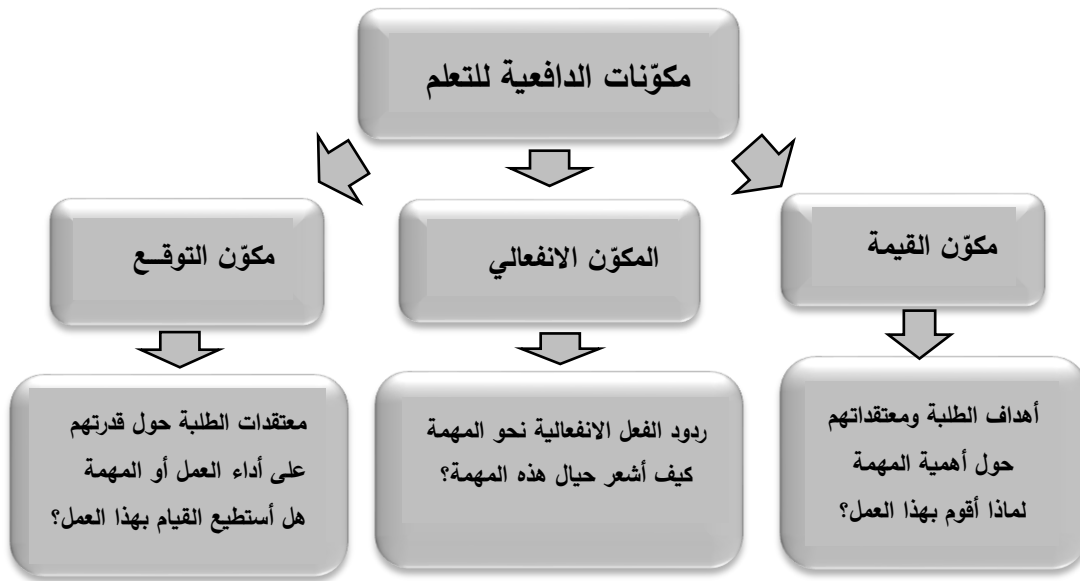 مكوّنات الدافعية للتعلم
مكوّن القيمة
المكوّن الانفعالي
مكوّن التوقــع
أهداف الطلبة ومعتقداتهم
حول أهمية المهمة
لماذا أقوم بهذا العمل؟
ردود الفعل الانفعالية نحو المهمة
كيف أشعر حيال هذه المهمة؟
معتقدات الطلبة حول قدرتهم
على أداء العمل أو المهمة
هل أستطيع القيام بهذا العمل؟